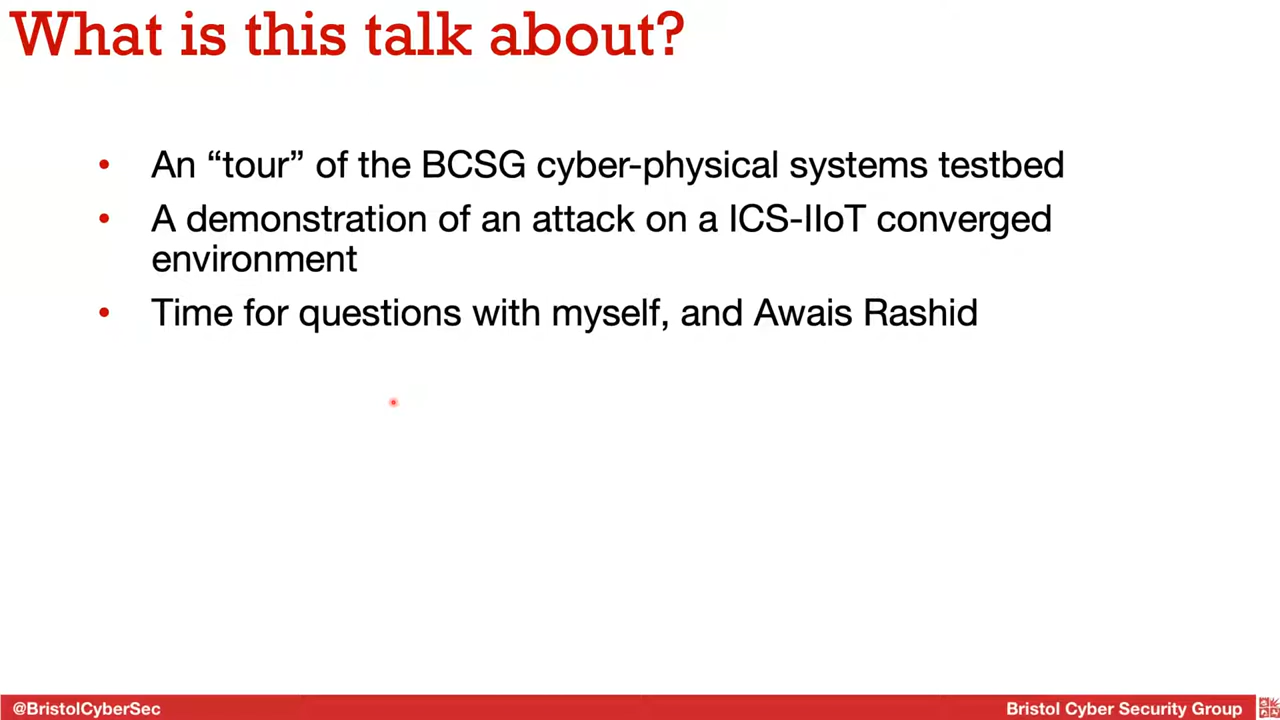 What is this talk about?
• An “tour” of the BCSG cyber-physical systems testbed
• A demonstration of an attack on a ICS-IIoT converged
environment
• Time for questions with myself, and Awais Rashid
@BristolCyberSec
Bristol Cyber Security Group